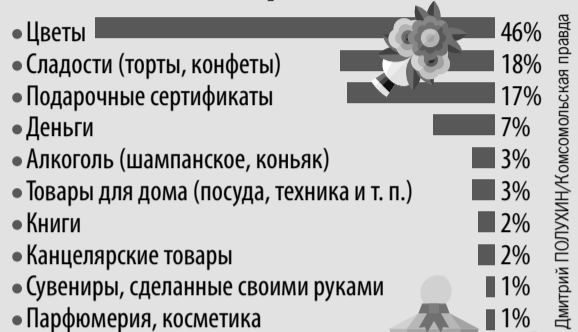 • Цветы 46%
• Сладости (торты, конфеты) 18%
• Подарочные сертификаты 17%
• Деньги 7%
• Алкоголь (шампанское, коньяк) 3%
• Товары для дома (посуда, техника и т. п.) 3%
• Книги 2%
• Канцелярские товары 2%
• Сувениры, сделанные своими руками 1%
• Парфюмерия, косметика 1%
Дмитрий ПОЛУХИН/Комсомольская правда